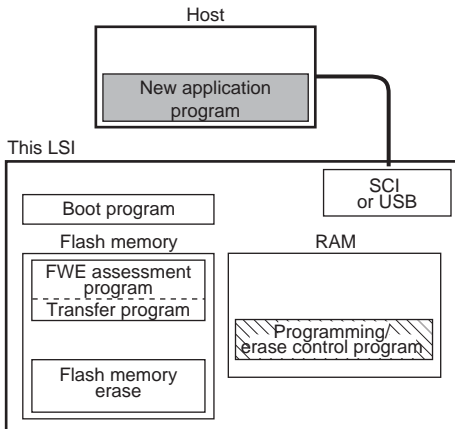 Host
New application
program
This LSI
SCI
or USB
Boot program
Flash memory
RAM
FWE assessment
program
Transfer program
Programming/
erase control program
Flash memory
erase